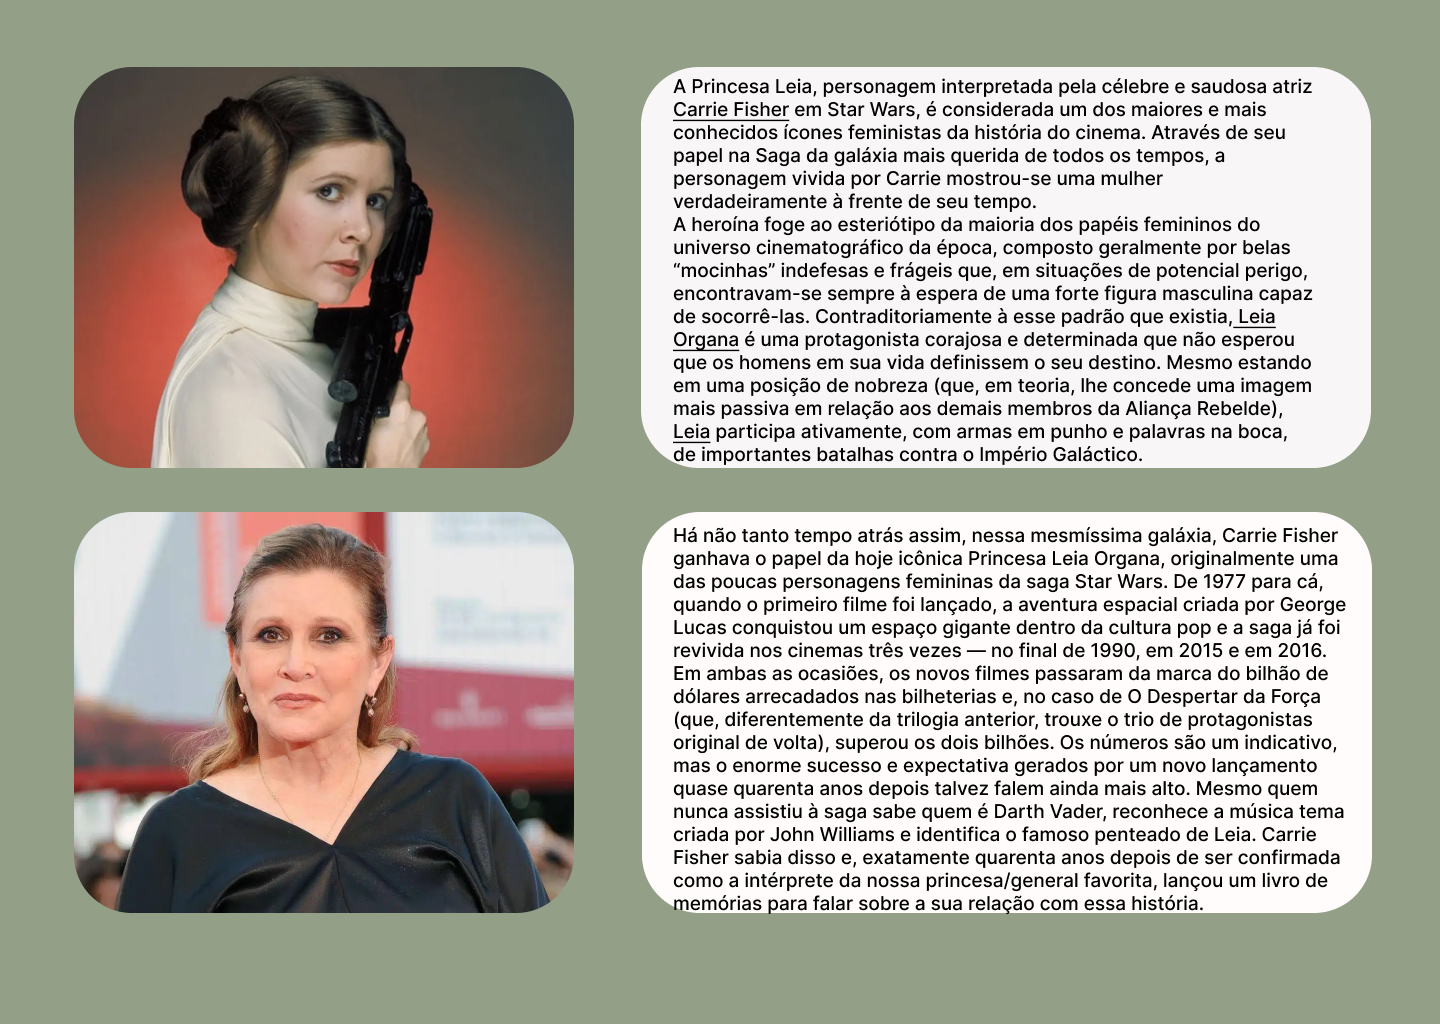 A Princesa Leia, personagem interpretada pela célebre e saudosa atriz
Carrie Fisher em Star Wars, é considerada um dos maiores e mais
conhecidos ícones feministas da história do cinema. Através de seu
papel na Saga da galáxia mais querida de todos os tempos, a
personagem vivida por Carrie mostrou-se uma mulher
verdadeiramente à frente de seu tempo.
A heroína foge ao esteriótipo da maioria dos papéis femininos do
universo cinematográfico da época, composto geralmente por belas
“mocinhas” indefesas e frágeis que, em situações de potencial perigo,
encontravam-se sempre à espera de uma forte figura masculina capaz
de socorrê-las. Contraditoriamente à esse padrão que existia, Leia
Organa é uma protagonista corajosa e determinada que não esperou
que os homens em sua vida definissem o seu destino. Mesmo estando
em uma posição de nobreza (que, em teoria, lhe concede uma imagem
mais passiva em relação aos demais membros da Aliança Rebelde),
Leia participa ativamente, com armas em punho e palavras na boca,
de importantes batalhas contra o Império Galáctico.
Há não tanto tempo atrás assim, nessa mesmíssima galáxia, Carrie Fisher
ganhava o papel da hoje icônica Princesa Leia Organa, originalmente uma
das poucas personagens femininas da saga Star Wars. De 1977 para cá,
quando o primeiro filme foi lançado, a aventura espacial criada por George
Lucas conquistou um espaço gigante dentro da cultura pop e a saga já foi
revivida nos cinemas três vezes — no final de 1990, em 2015 e em 2016.
Em ambas as ocasiões, os novos filmes passaram da marca do bilhão de
dólares arrecadados nas bilheterias e, no caso de O Despertar da Força
(que, diferentemente da trilogia anterior, trouxe o trio de protagonistas
original de volta), superou os dois bilhões. Os números são um indicativo,
mas o enorme sucesso e expectativa gerados por um novo lançamento
quase quarenta anos depois talvez falem ainda mais alto. Mesmo quem
nunca assistiu à saga sabe quem é Darth Vader, reconhece a música tema
criada por John Williams e identifica o famoso penteado de Leia. Carrie
Fisher sabia disso e, exatamente quarenta anos depois de ser confirmada
como a intérprete da nossa princesa/general favorita, lançou um livro de
memórias para falar sobre a sua relação com essa história.